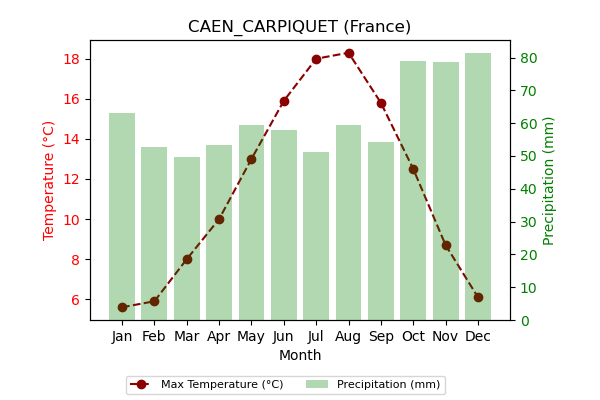 CAEN_CARPIQUET (France)
Temperature (°C)
18
16
14
12
10
8
6
80
70
60
50
40
30
20
10
0
Precipitation (mm)
Jan Feb Mar Apr May Jun Jul Aug Sep Oct Nov Dec
Month
Max Temperature (°C) Precipitation (mm)